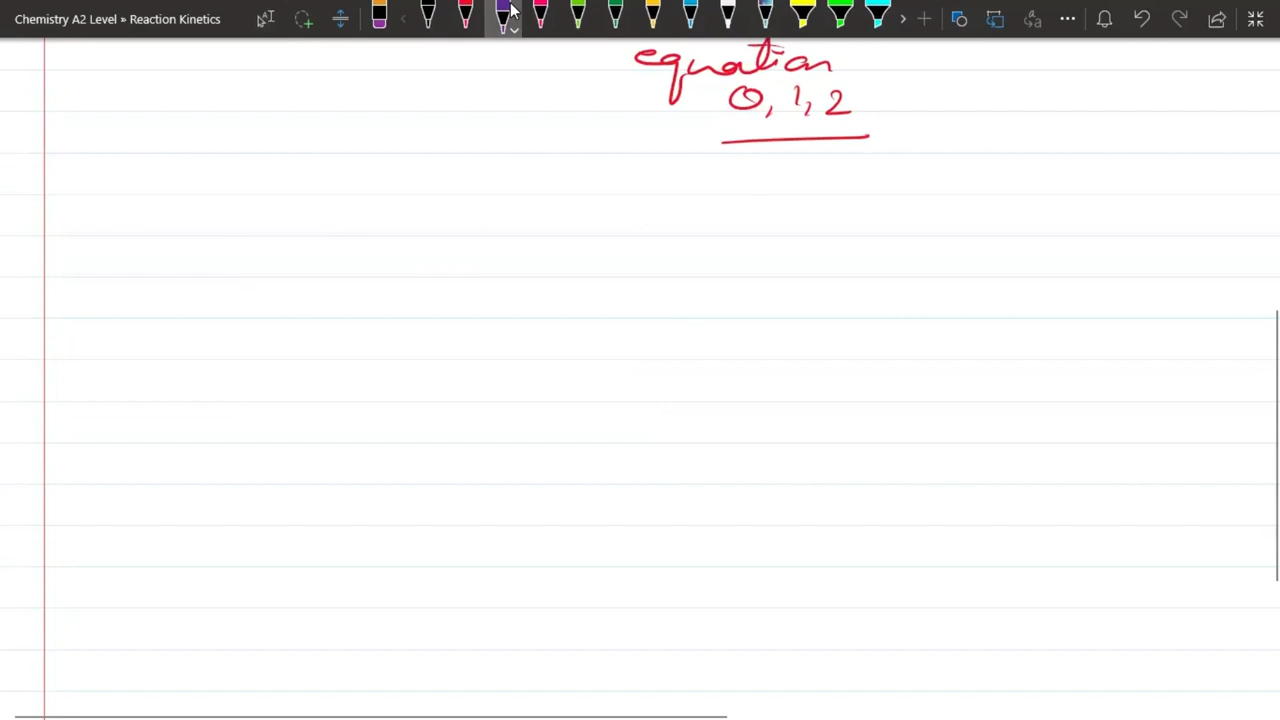 Chemistry A2 Level » Reaction Kinetics
equation
0, 1, 2